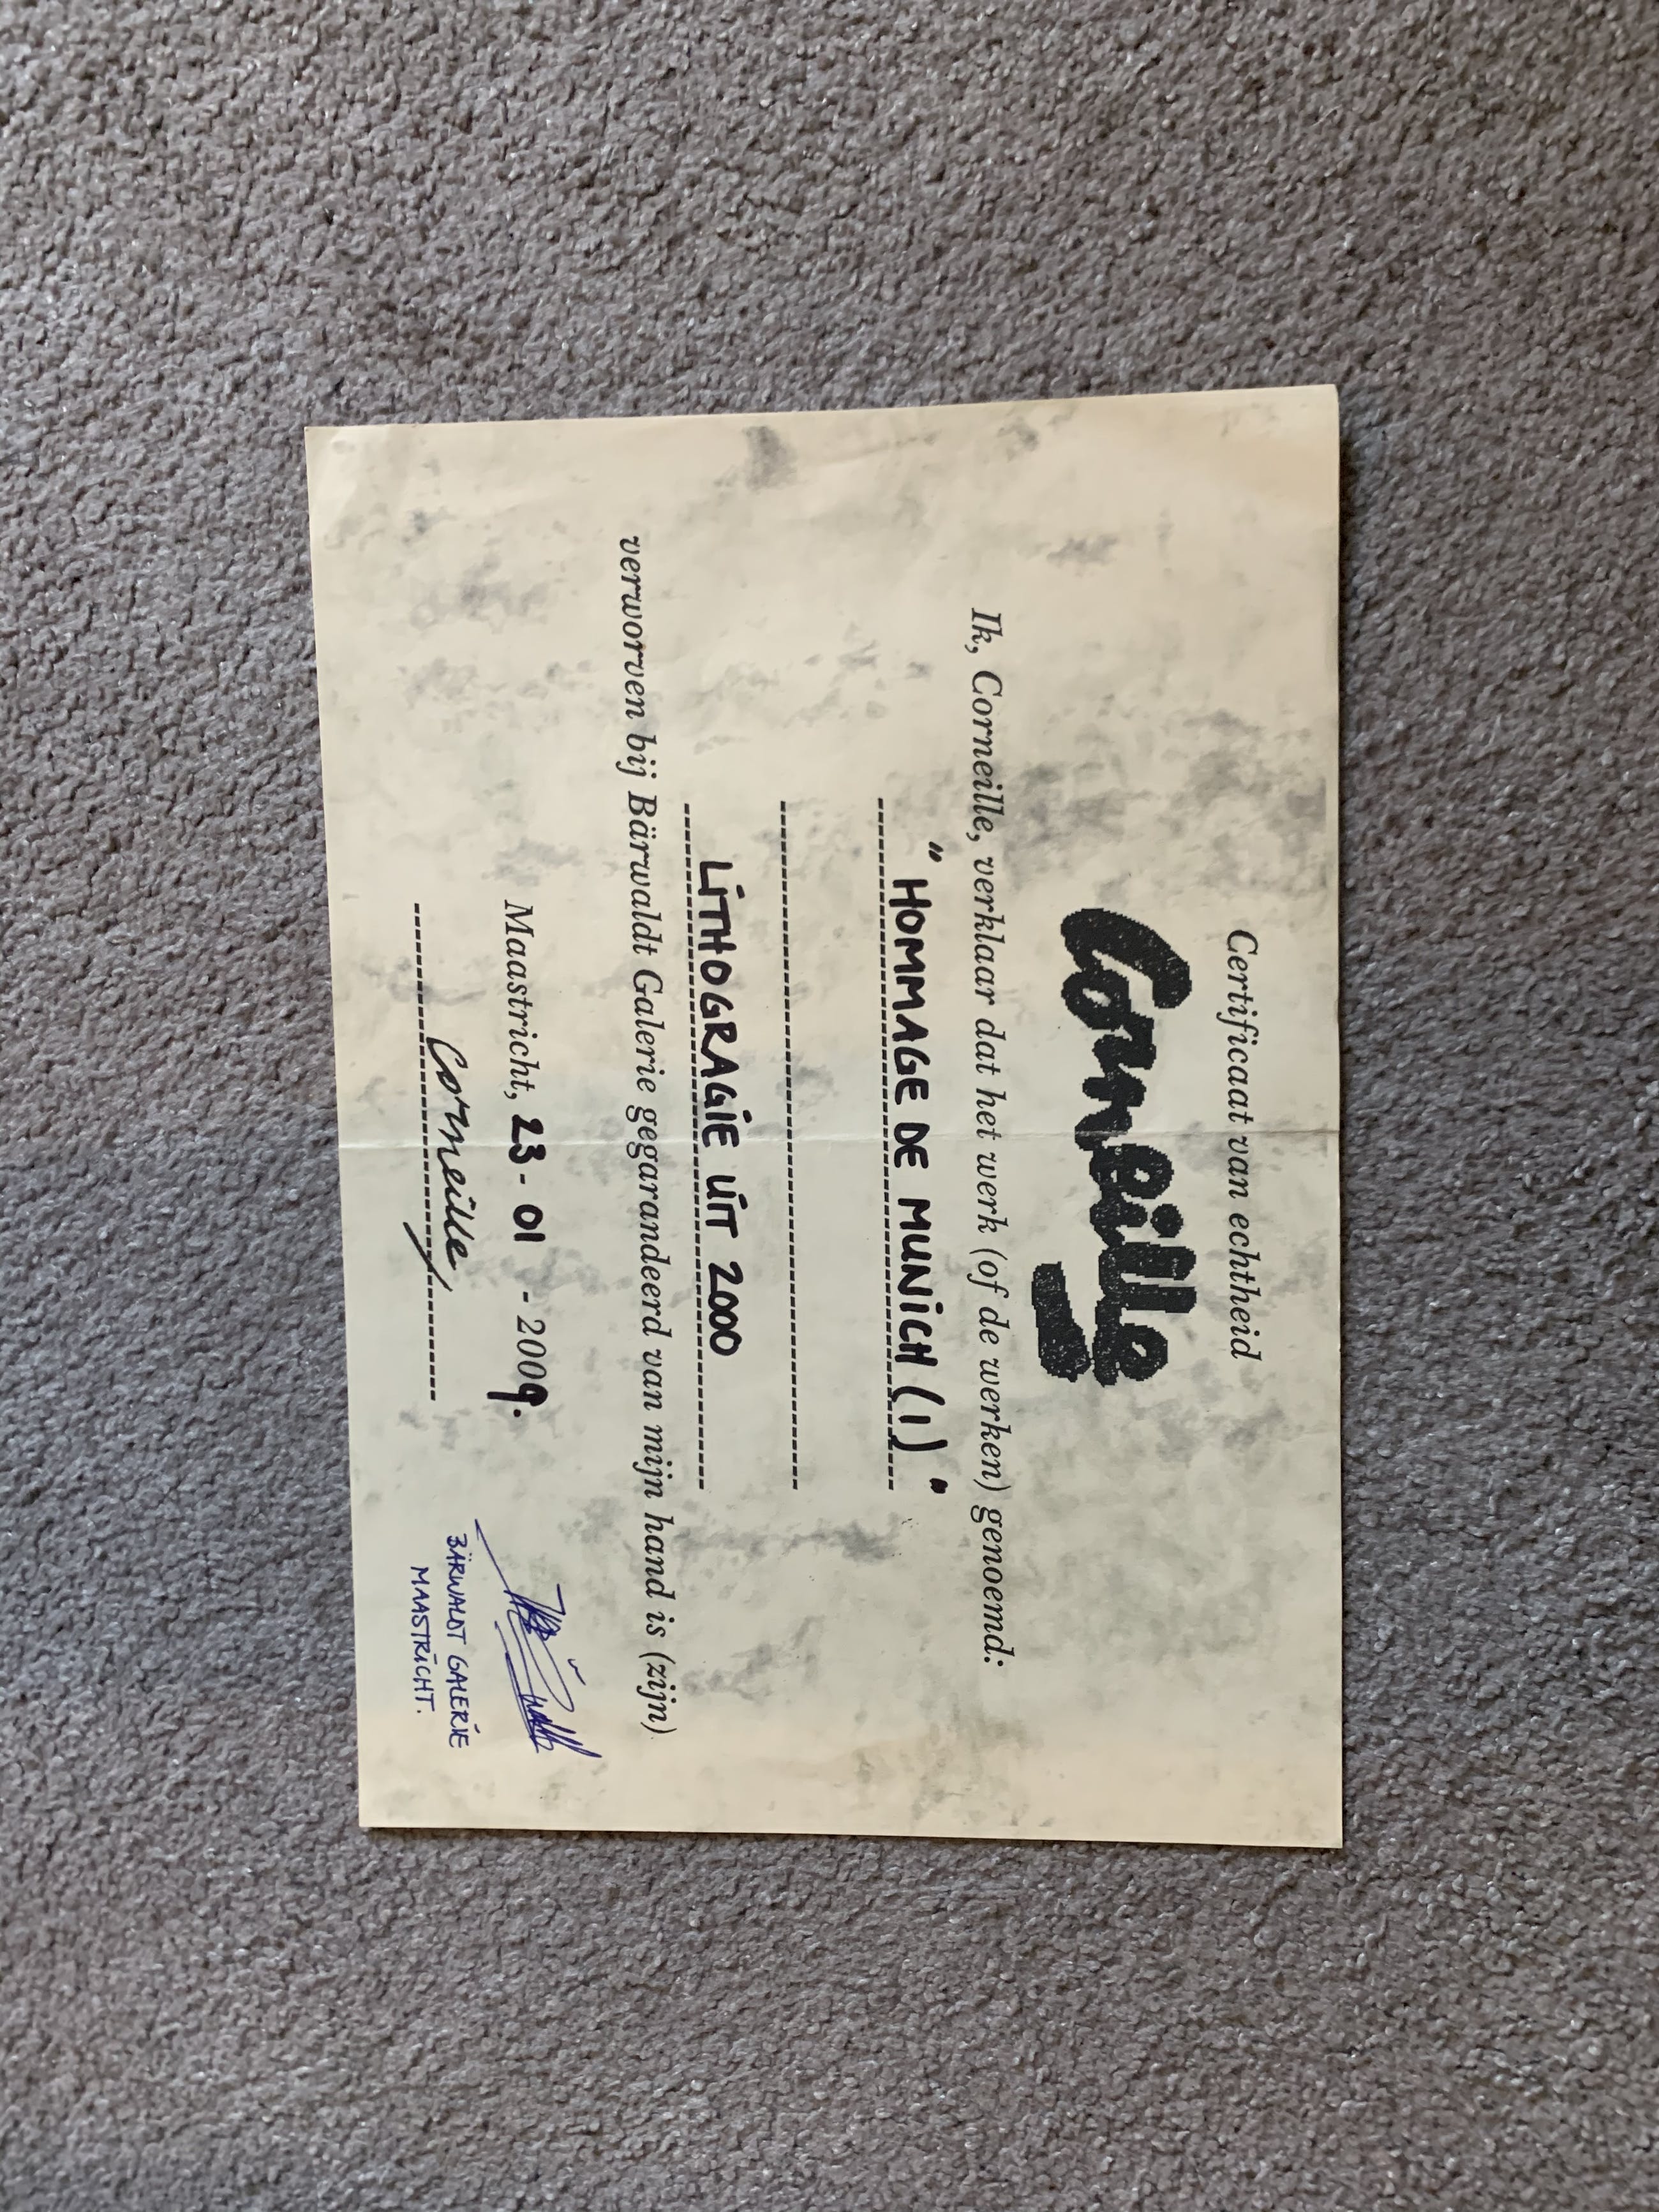 Certificaat van echtheid
Corneille
Ik, Corneille, verklaar dat het werk (of de werken) genoemd:
"HOMMAGE DE MUNICH (1)"
LITHOGRAGIE UIT 2000
verworven bij Bärwaldt Galerie gegarandeerd van mijn hand is (zijn)
Maastricht, 23-01-2009.
Corneille
BÄRWALDT GALERIE
MAASTRICHT.